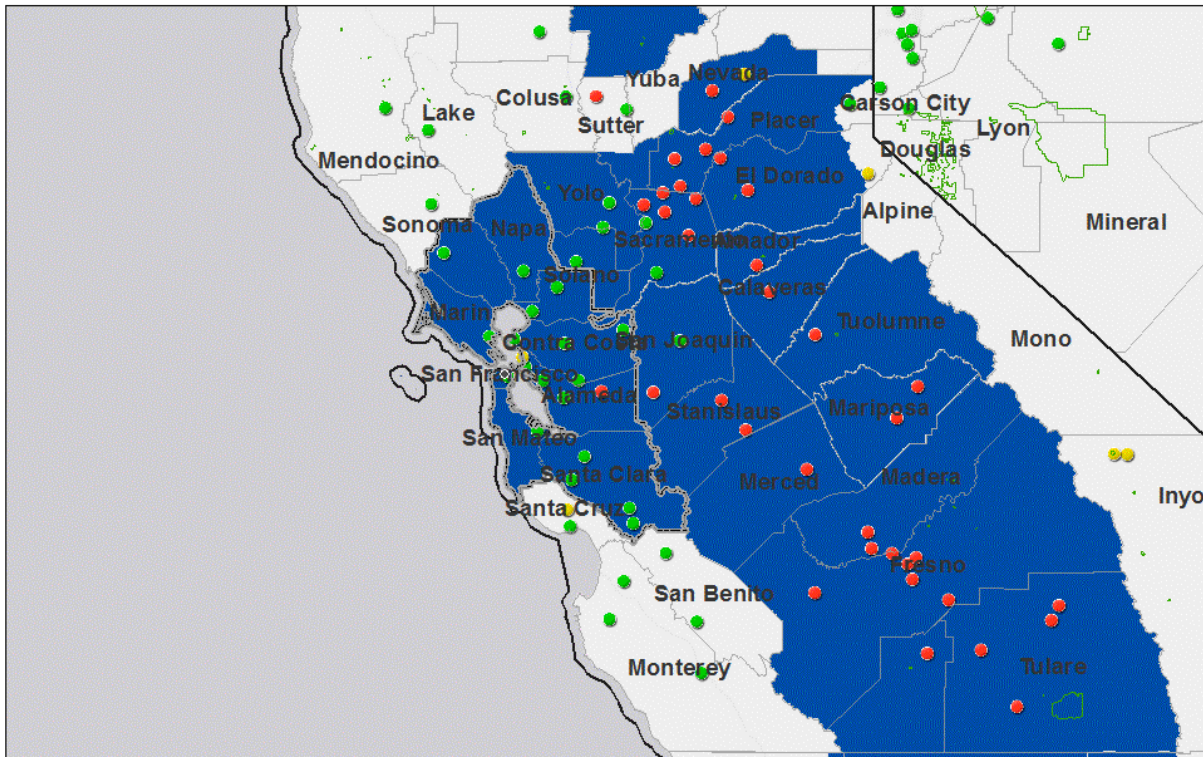 Yuba
Nevada
Colusa
Lake
Sutter
Placer
Carson City
Lyon
Mendocino
Douglas
El Dorado
Yolo
Alpine
Mineral
Sonoma
Napa
Sacramento
Amador
Solano
Calaveras
Marin
Tuolumne
Contra Costa
San Joaquin
Mono
San Francisco
Alameda
Stanislaus
Mariposa
San Mateo
Santa Clara
Merced
Madera
Santa Cruz
Inyo
Fresno
San Benito
Monterey
Tulare